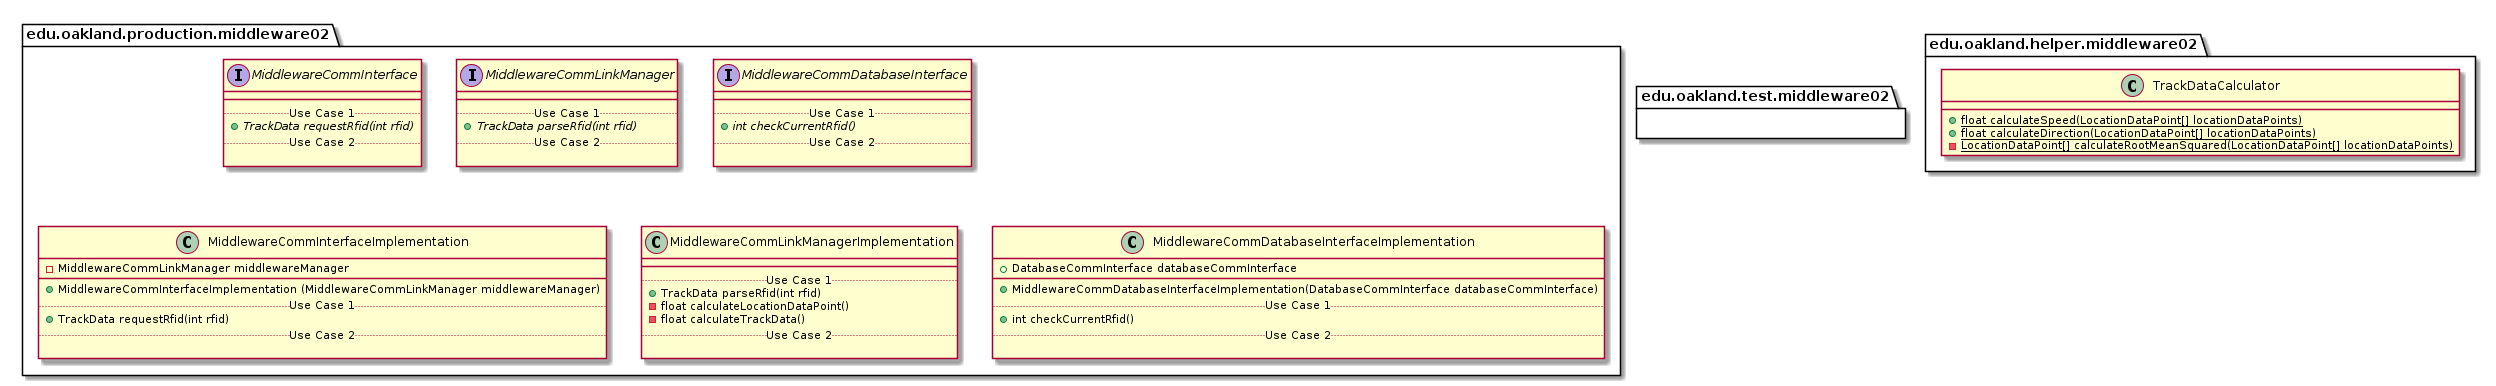 edu.oakland.production.middleware02
I MiddlewareCommInterface
Use Case 1
TrackData requestRfid(int rfid)
Use Case 2
I MiddlewareCommLinkManager
Use Case 1
TrackData parseRfid(int rfid)
Use Case 2
I MiddlewareCommDatabaseInterface
Use Case 1
int checkCurrentRfid()
Use Case 2
C MiddlewareCommInterfaceImplementation
MiddlewareCommLinkManager middlewareManager
MiddlewareCommInterfaceImplementation (MiddlewareCommLinkManager middlewareManager)
Use Case 1
TrackData requestRfid(int rfid)
Use Case 2
C MiddlewareCommLinkManagerImplementation
Use Case 1
TrackData parseRfid(int rfid)
float calculateLocationDataPoint()
float calculateTrackData()
Use Case 2
C MiddlewareCommDatabaseInterfaceImplementation
DatabaseCommInterface databaseCommInterface
MiddlewareCommDatabaseInterfaceImplementation(DatabaseCommInterface databaseCommInterface)
Use Case 1
int checkCurrentRfid()
Use Case 2
edu.oakland.test.middleware02
edu.oakland.helper.middleware02
C TrackDataCalculator
float calculateSpeed(LocationDataPoint[] locationDataPoints)
float calculateDirection(LocationDataPoint[] locationDataPoints)
LocationDataPoint[] calculateRootMeanSquared(LocationDataPoint[] locationDataPoints)